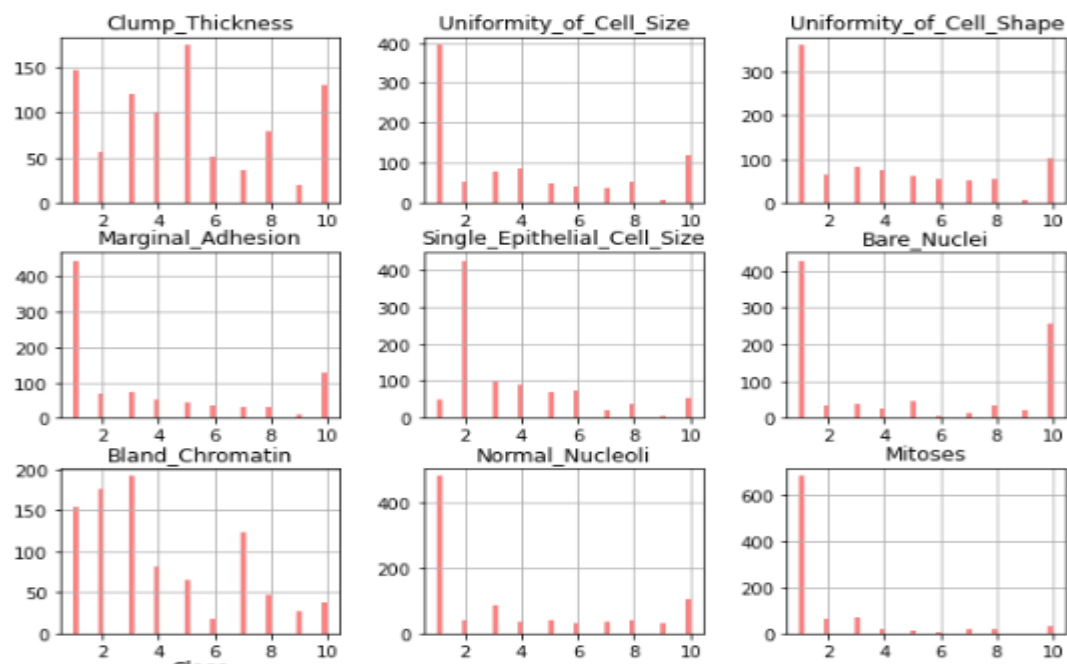 Clump_Thickness Uniformity_of_Cell_Size Uniformity_of_Cell_Shape
150 400 300
100 300 200
50 200 100
0 100 0
0
2 4 6 8 10 2 4 6 8 10 2 4 6 8 10
Marginal_Adhesion Single_Epithelial_Cell_Size Bare_Nuclei
400 400 400
300 300 300
200 200 200
100 100 100
0 0 0
2 4 6 8 10 2 4 6 8 10 2 4 6 8 10
Bland_Chromatin Normal_Nucleoli Mitoses
200 400 600
150 200 400
100 0 200
50 0
0
2 4 6 8 10 2 4 6 8 10 2 4 6 8 10